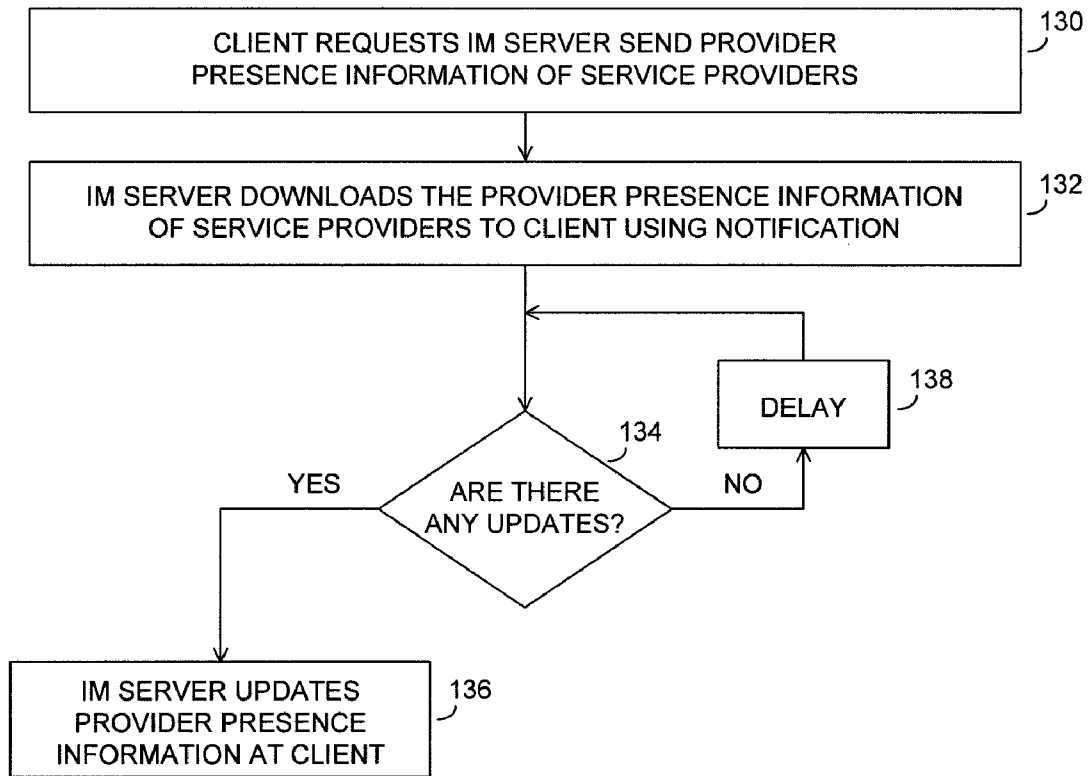 CLIENT REQUESTS IM SERVER SEND PROVIDER
PRESENCE INFORMATION OF SERVICE PROVIDERS
130
IM SERVER DOWNLOADS THE PROVIDER PRESENCE INFORMATION
OF SERVICE PROVIDERS TO CLIENT USING NOTIFICATION
132
DELAY
138
134
YES
ARE THERE
ANY UPDATES?
NO
IM SERVER UPDATES
PROVIDER PRESENCE
INFORMATION AT CLIENT
136